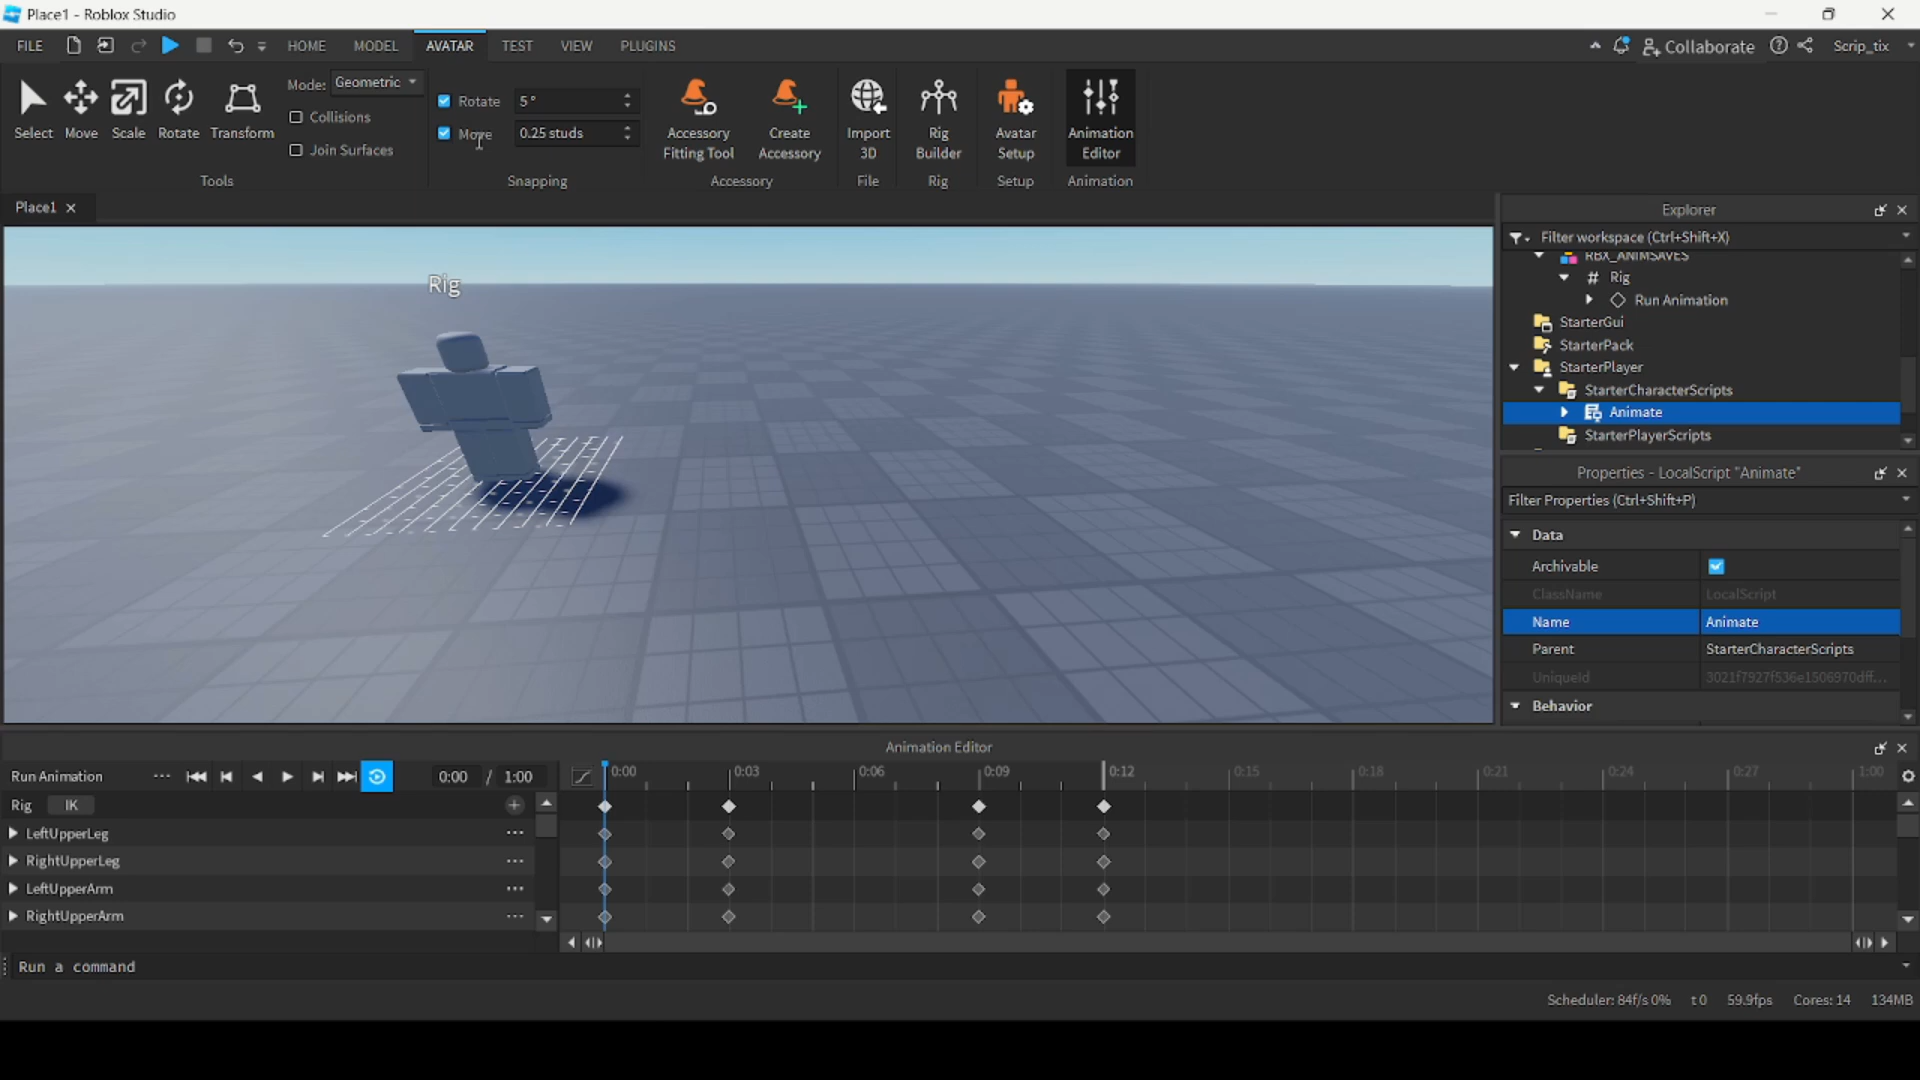 Place1 - Roblox Studio
FILE HOME MODEL AVATAR TEST VIEW PLUGINS Collaborate Scrip_tix
Select Move Scale Rotate Transform
Mode: Geometric
Collisions
Join Surfaces
Tools
Rotate 5 °
Move 0.25 studs
Snapping
Accessory Fitting Tool
Create Accessory
Accessory
Import 3D
File
Rig Builder
Rig
Avatar Setup
Setup
Animation Editor
Animation
Place1
Rig
Explorer
Filter workspace (Ctrl+Shift+X)
RBX_ANIMSAVES
# Rig
Run Animation
StarterGui
StarterPack
StarterPlayer
StarterCharacterScripts
Animate
StarterPlayerScripts
Properties - LocalScript "Animate"
Filter Properties (Ctrl+Shift+P)
Data
Archivable
ClassName LocalScript
Name Animate
Parent StarterCharacterScripts
UniqueId 3021f7927f536e1506970dff...
Behavior
Animation Editor
Run Animation ... 0:00 / 1:00 0:00 0:03 0:06 0:09 0:12 0:15 0:18 0:21 0:24 0:27 1:00
Rig IK
LeftUpperLeg ...
RightUpperLeg ...
LeftUpperArm ...
RightUpperArm ...
Run a command
Scheduler: 84f/s 0% t 0 59.9fps Cores: 14 134MB